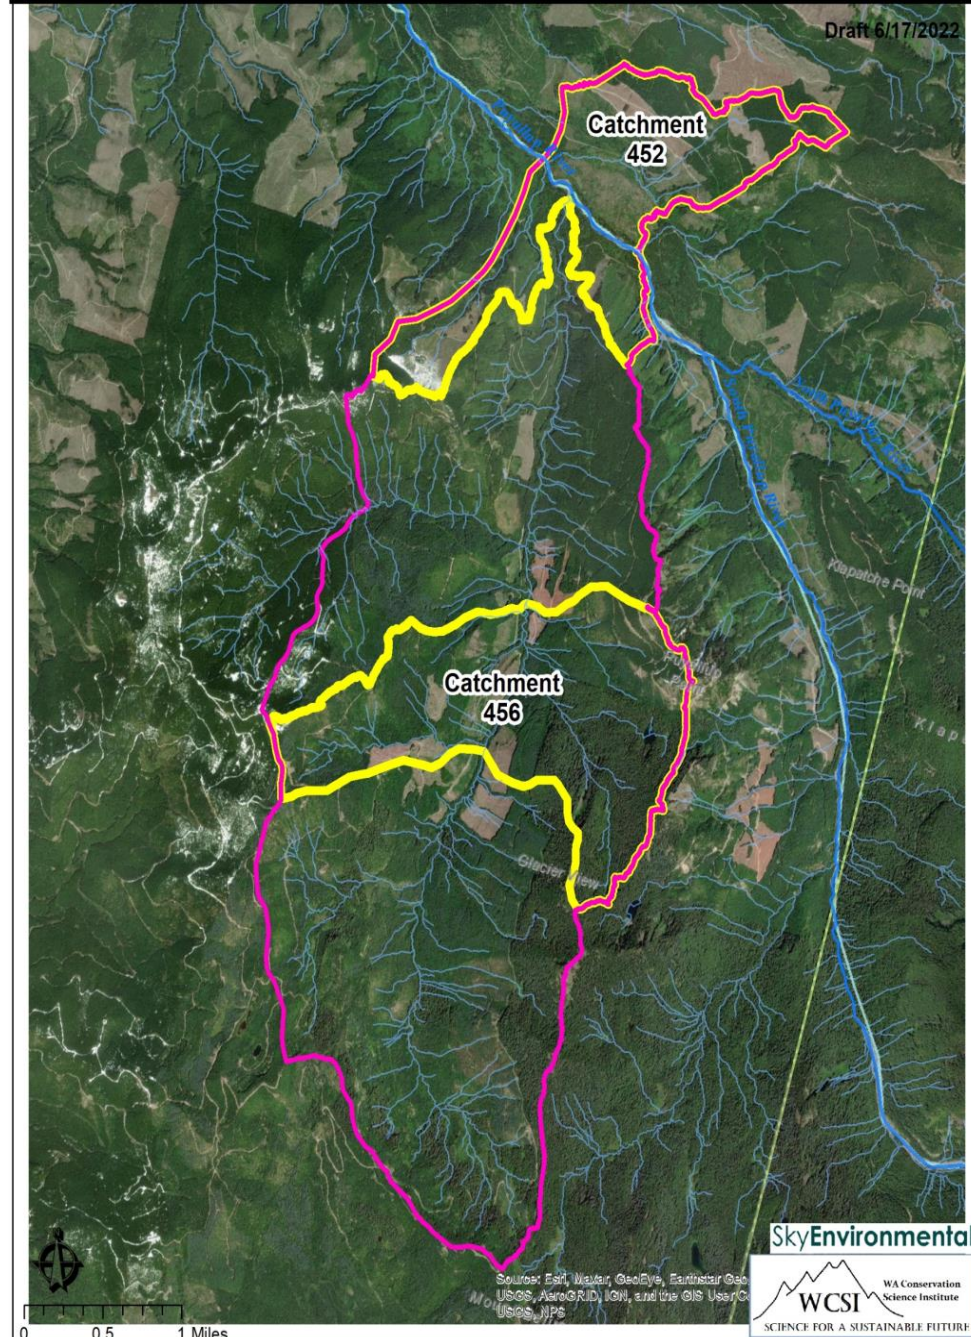 Draft 6/17/2022
Catchment
452
Klapatche Point
Catchment
456
Glacier View
SkyEnvironmental
Source: Esri, Maxar, GeoEye, Earthstar Geo
USGS, AeroGRID, IGN, and the GIS User Co
USGS, NPS
WCSI
WA Conservation
Science Institute
SCIENCE FOR A SUSTAINABLE FUTURE
0 0.5 1 Miles